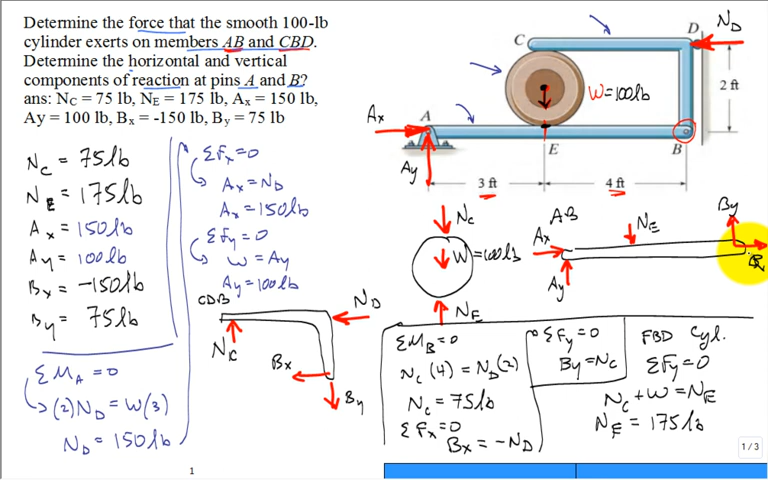 Determine the force that the smooth 100-lb
cylinder exerts on members AB and CBD.
Determine the horizontal and vertical
components of reaction at pins A and B?
ans: Nc = 75 lb, NE = 175 lb, Ax = 150 lb,
Ay = 100 lb, Bx = -150 lb, By = 75 lb
Nc = 75lb
NE = 175lb
Ax = 150lb
Ay = 100lb
Bx = -150lb
By = 75lb
ΣMA = 0
(2)ND = W(3)
ND = 150lb
ΣFx = 0
Ax = ND
Ax = 150lb
ΣFy = 0
W = Ay
Ay = 100lb
CDB
ND
Nc
Bx
By
C
D
ND
W=100lb
2 ft
Ax
A
Ay
E
B
3 ft
4 ft
Nc
W=100lb
NE
AB
Ax
Ay
NE
By
ΣMB = 0
Nc(4) = ND(2)
Nc = 75lb
ΣFx = 0
Bx = -ND
ΣFy = 0
By = Nc
FBD Cyl.
ΣFy = 0
Nc + W = NE
NE = 175lb
1/3
1